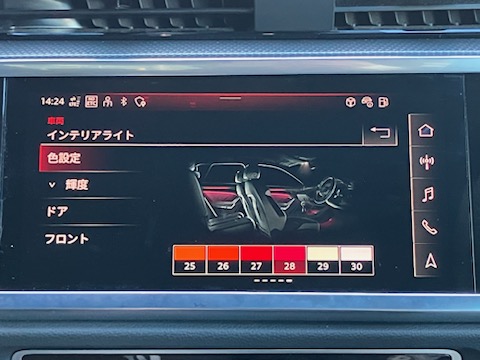 14:24
車両
インテリアライト
色設定
輝度
ドア
フロント
25 26 27 28 29 30